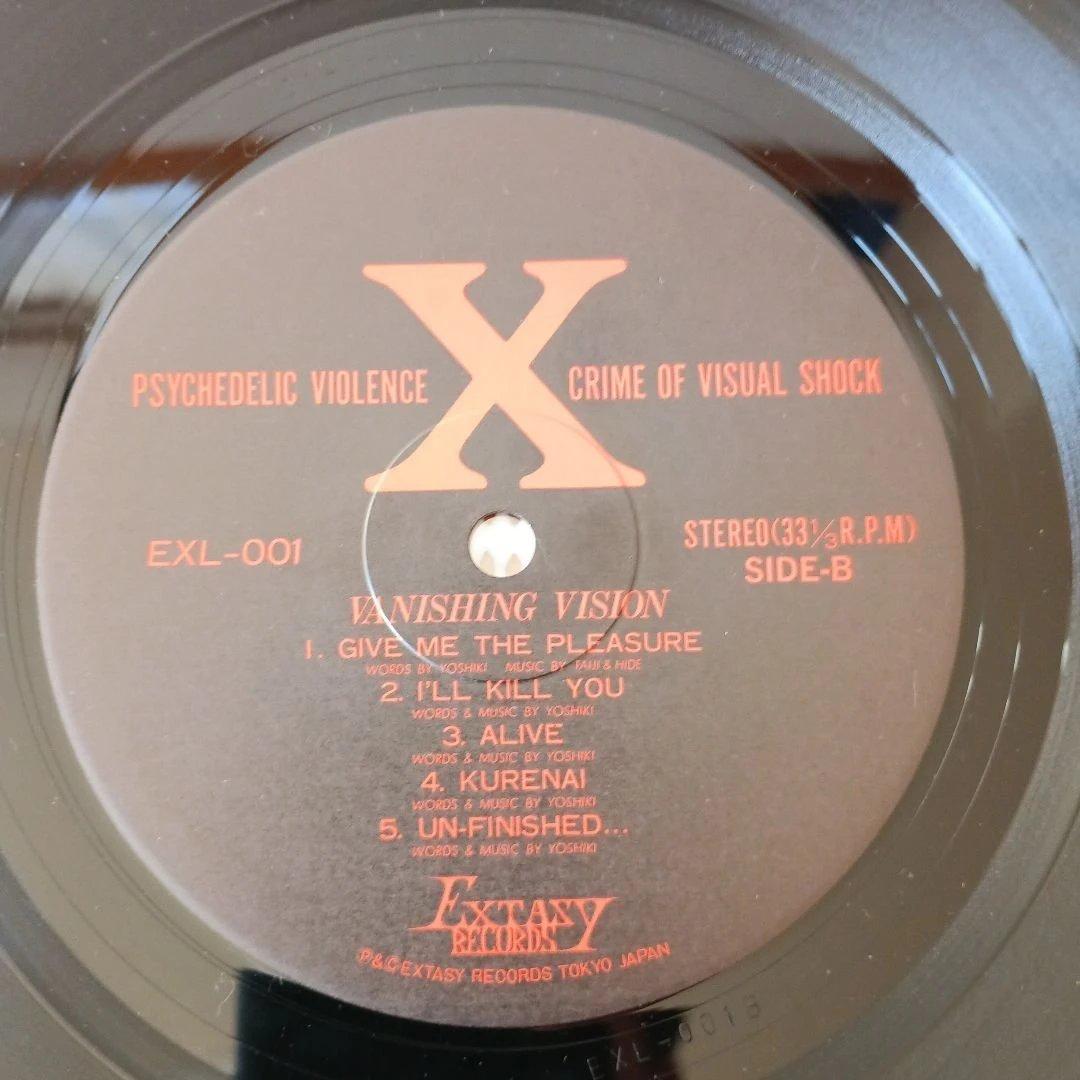 X
PSYCHEDELIC VIOLENCE CRIME OF VISUAL SHOCK
EXL-001
STEREO(33⅓R.P.M)
SIDE-B
VANISHING VISION
1. GIVE ME THE PLEASURE
WORDS BY YOSHIKI MUSIC BY TAIJI & HIDE
2. I'LL KILL YOU
WORDS & MUSIC BY YOSHIKI
3. ALIVE
WORDS & MUSIC BY YOSHIKI
4. KURENAI
WORDS & MUSIC BY YOSHIKI
5. UN-FINISHED...
WORDS & MUSIC BY YOSHIKI
EXTASY
RECORDS
P&C EXTASY RECORDS TOKYO JAPAN
EXL-001B